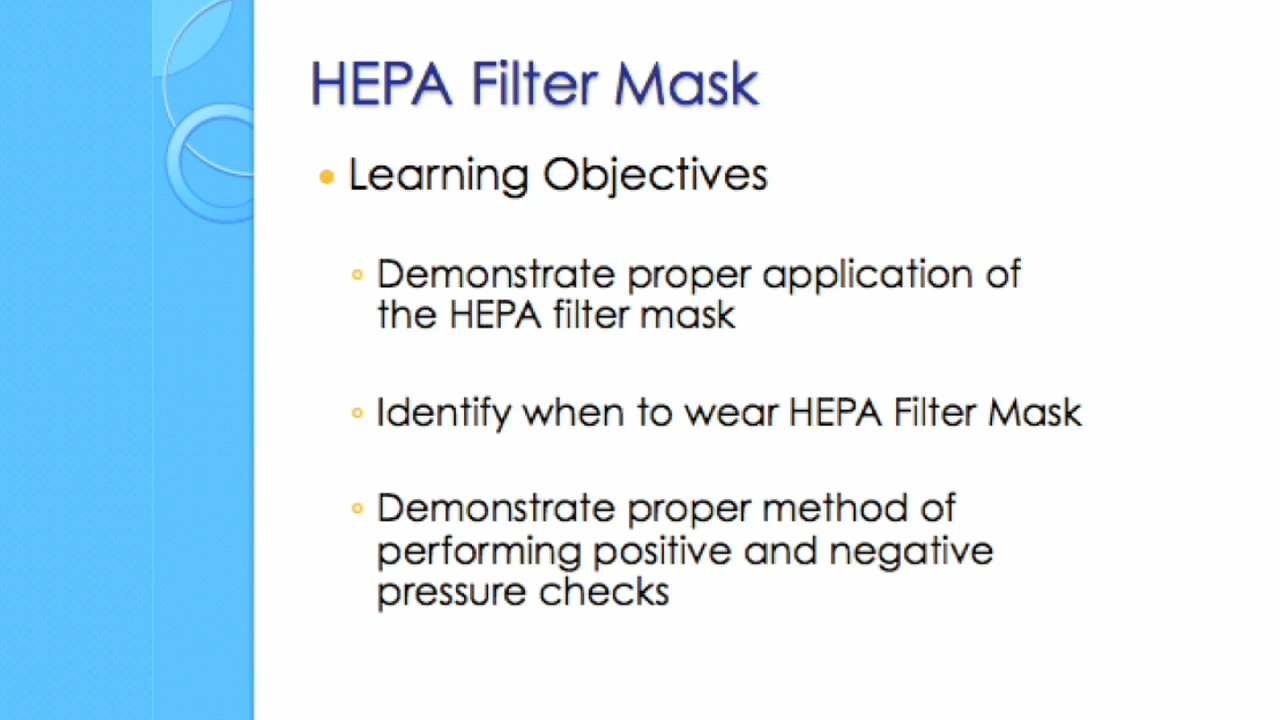 HEPA Filter Mask
Learning Objectives
Demonstrate proper application of
the HEPA filter mask
Identify when to wear HEPA Filter Mask
Demonstrate proper method of
performing positive and negative
pressure checks